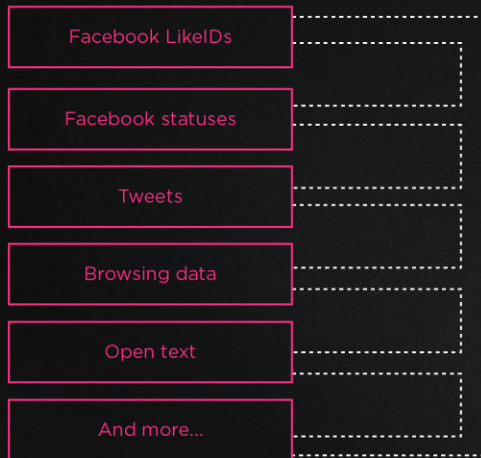 Facebook LikeIDs
Facebook statuses
Tweets
Browsing data
Open text
And more...